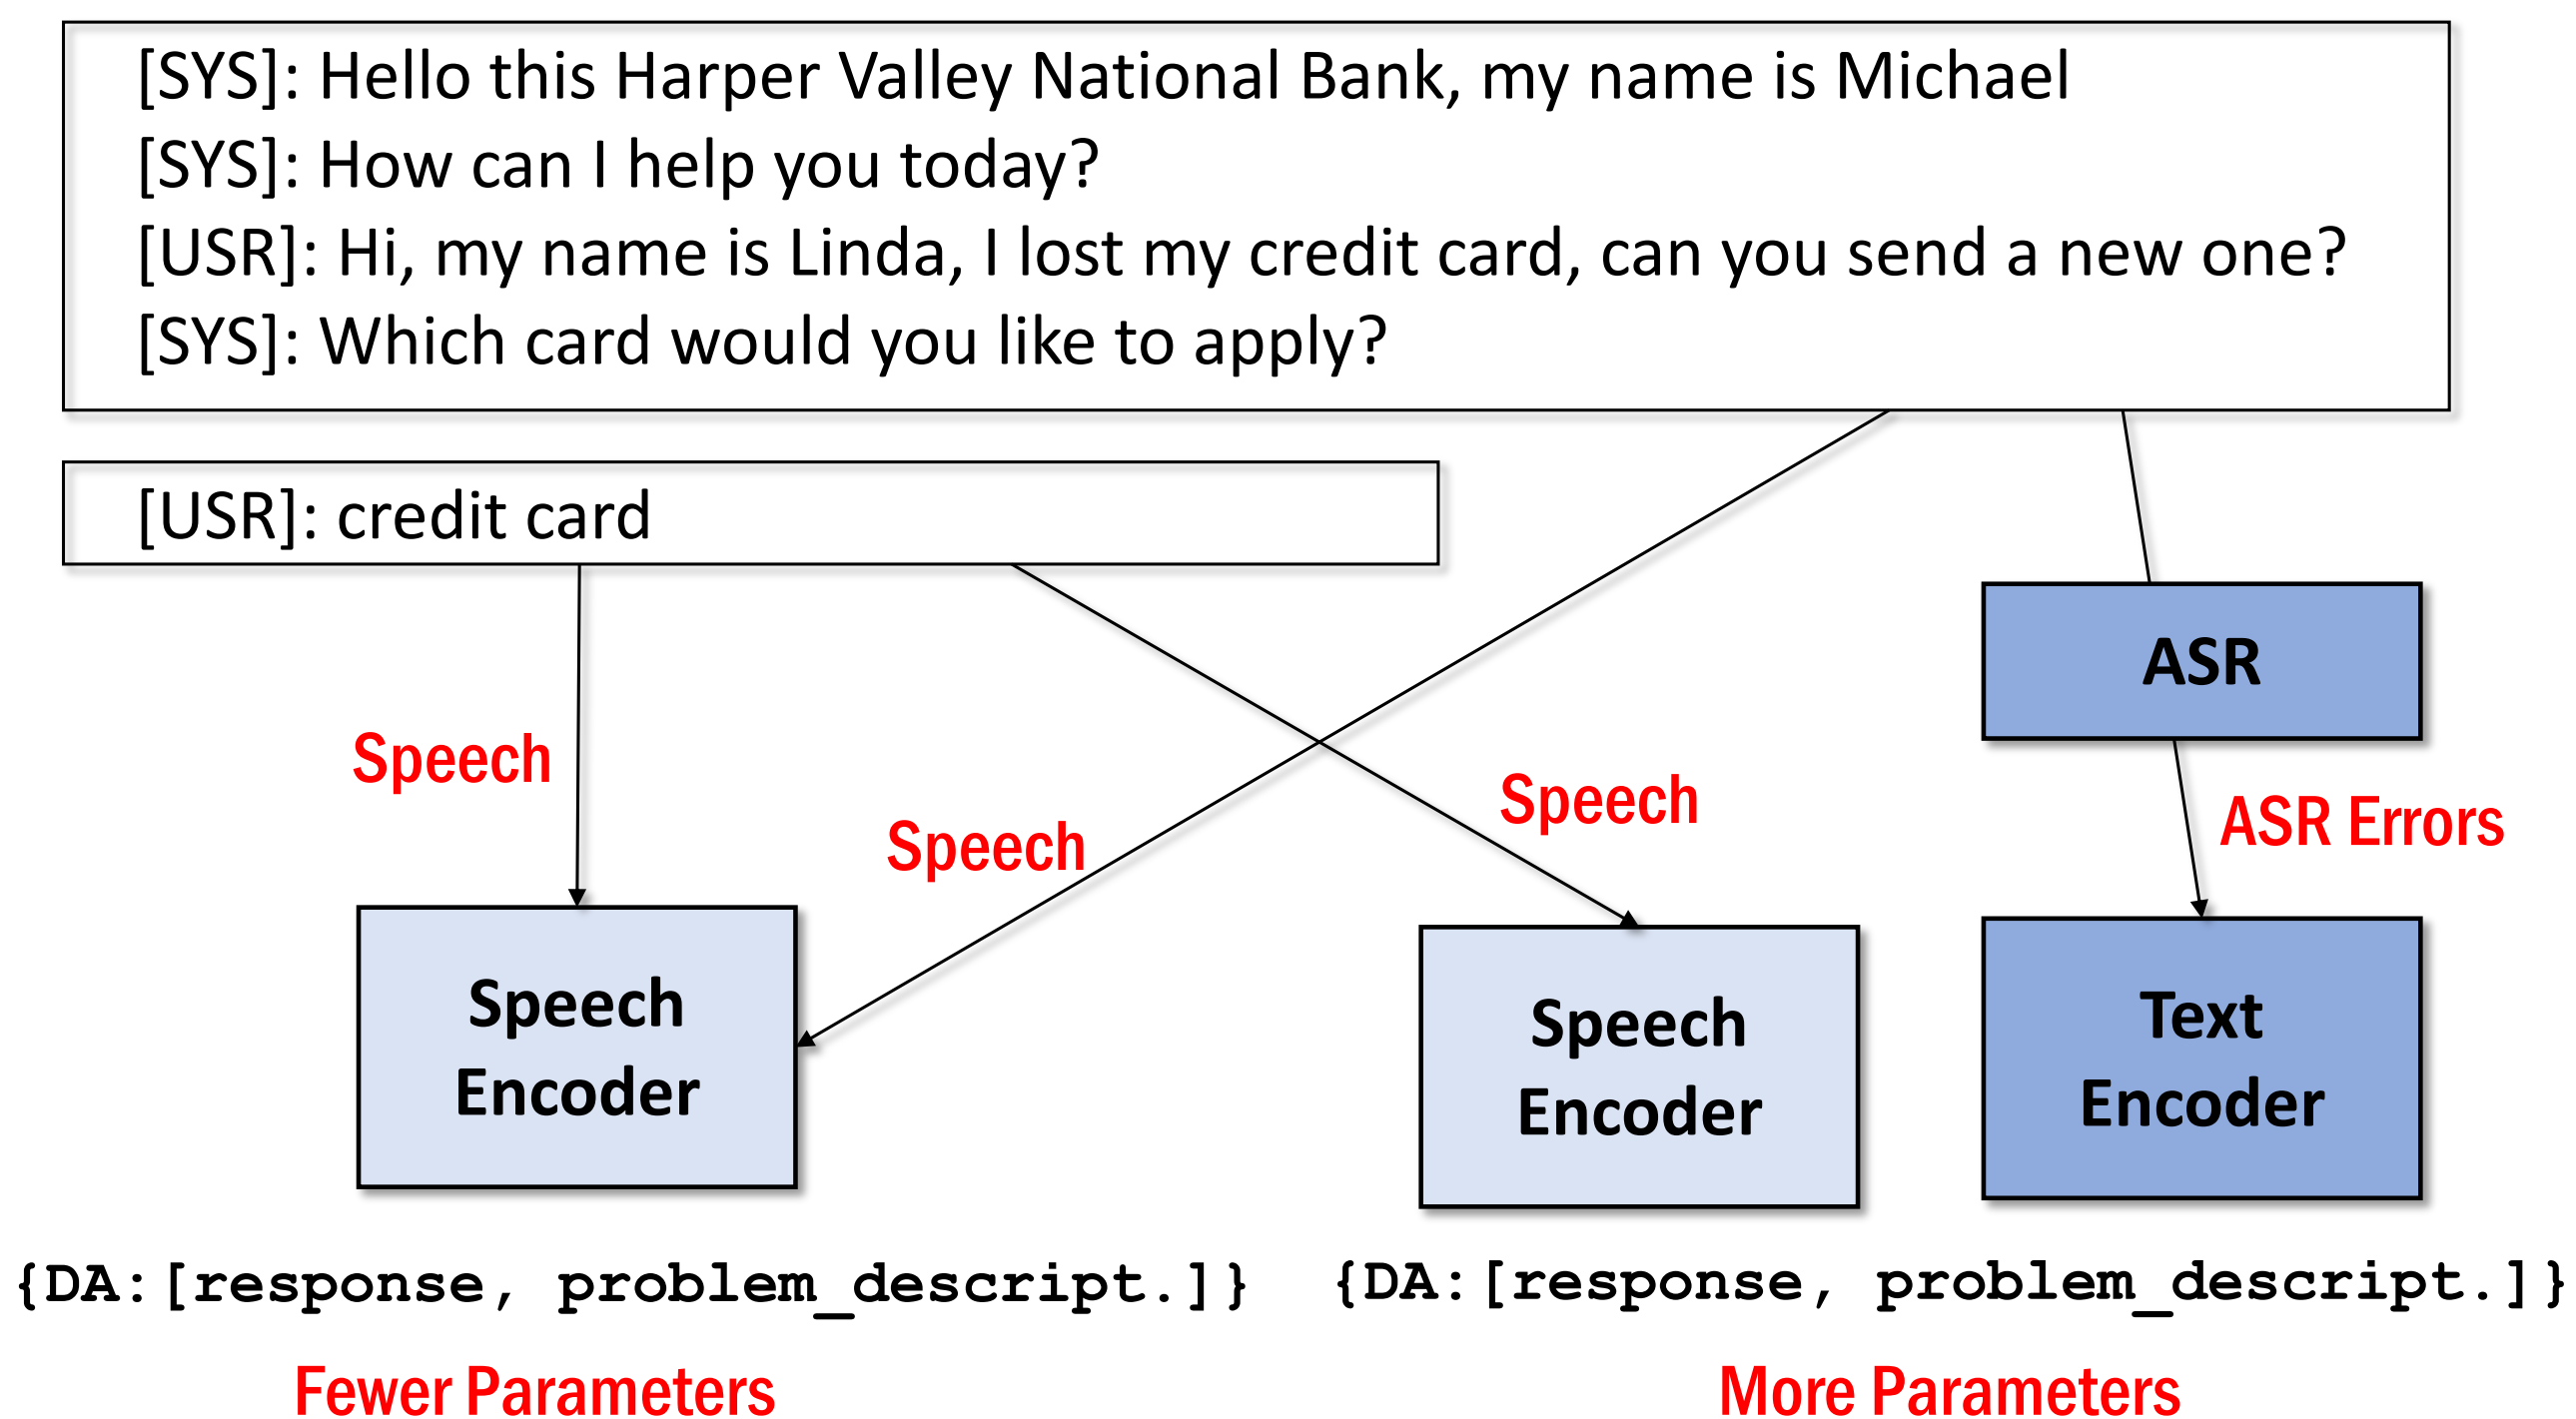 [SYS]: Hello this Harper Valley National Bank, my name is Michael
[SYS]: How can I help you today?
[USR]: Hi, my name is Linda, I lost my credit card, can you send a new one?
[SYS]: Which card would you like to apply?
[USR]: credit card
ASR
Speech
Speech
Speech
ASR Errors
Speech
Encoder
Speech
Encoder
Text
Encoder
{DA:[response, problem_descript.]}
{DA:[response, problem_descript.]}
Fewer Parameters
More Parameters